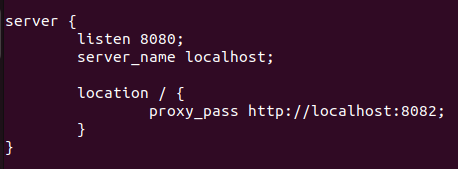 server {
        listen 8080;
        server_name localhost;

        location / {
                proxy_pass http://localhost:8082;
        }
}